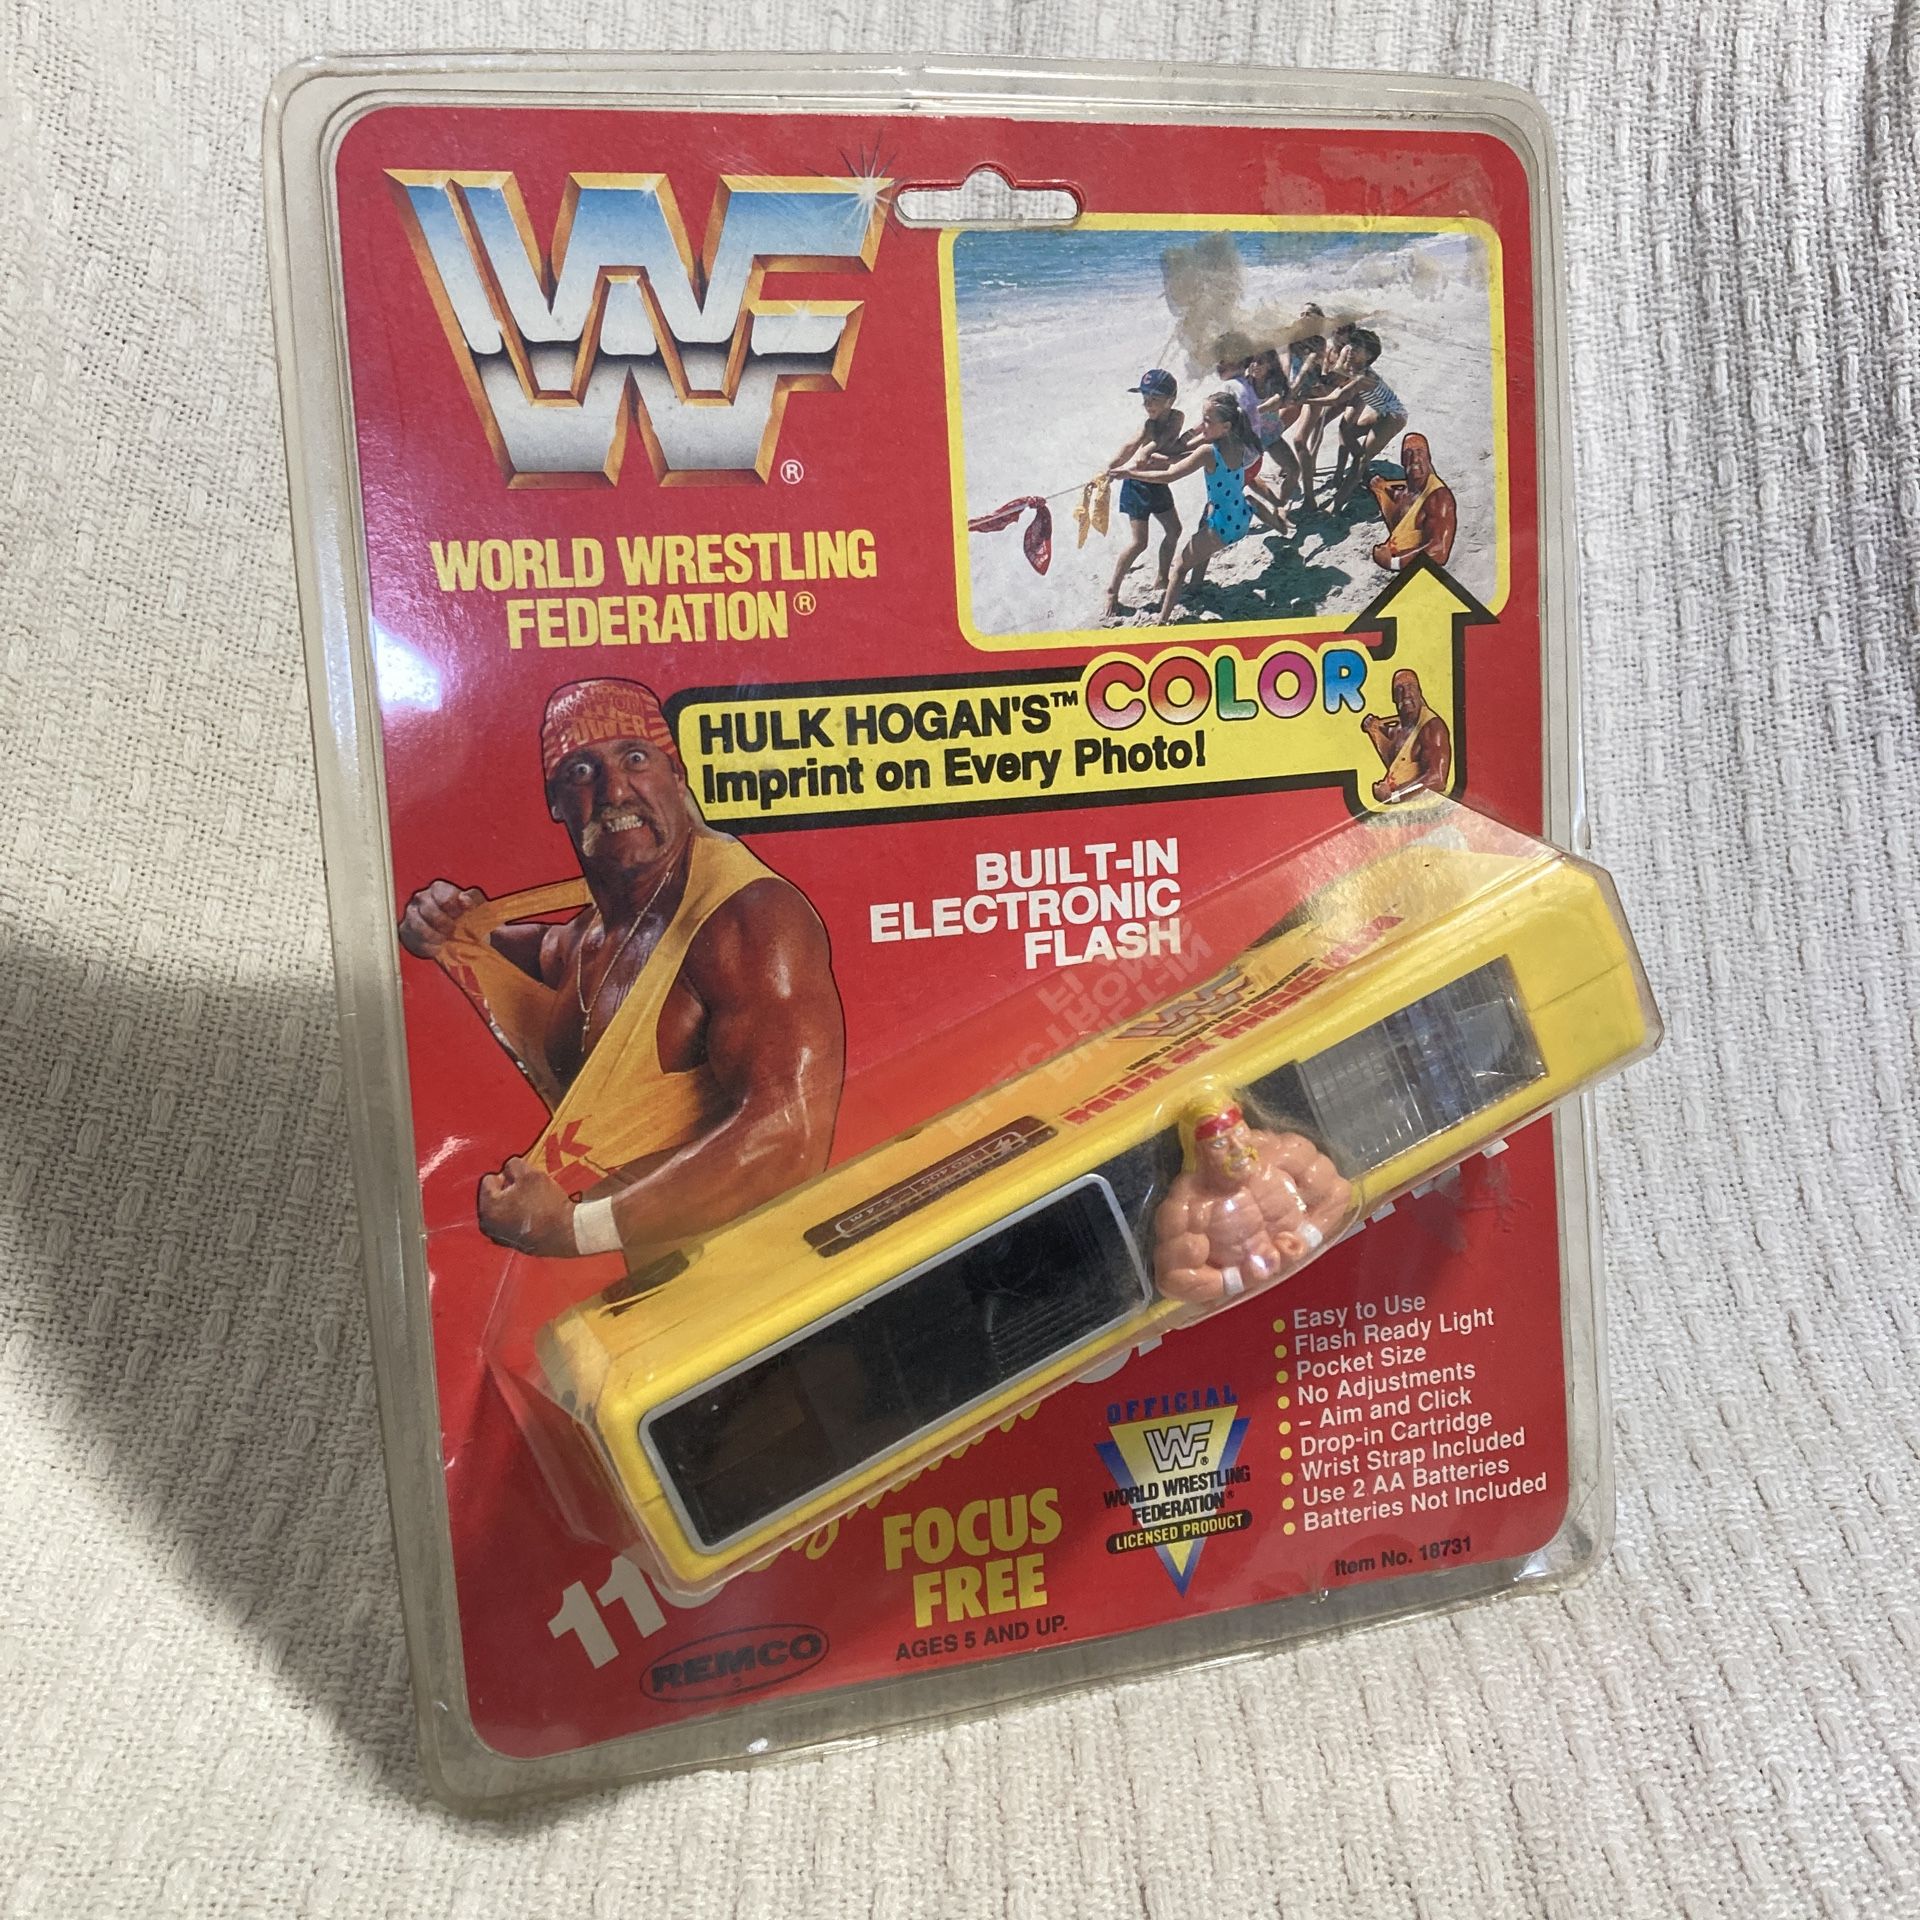 WF
®
WORLD WRESTLING
FEDERATION®
HULK HOGAN'S™ COLOR
Imprint on Every Photo!
BUILT-IN
ELECTRONIC
FLASH
110
FOCUS
FREE
AGES 5 AND UP.
REMCO
OFFICIAL
WF®
WORLD WRESTLING
FEDERATION®
LICENSED PRODUCT
• Easy to Use
• Flash Ready Light
• Pocket Size
• No Adjustments
– Aim and Click
• Drop-in Cartridge
• Wrist Strap Included
• Use 2 AA Batteries
• Batteries Not Included
Item No. 18731